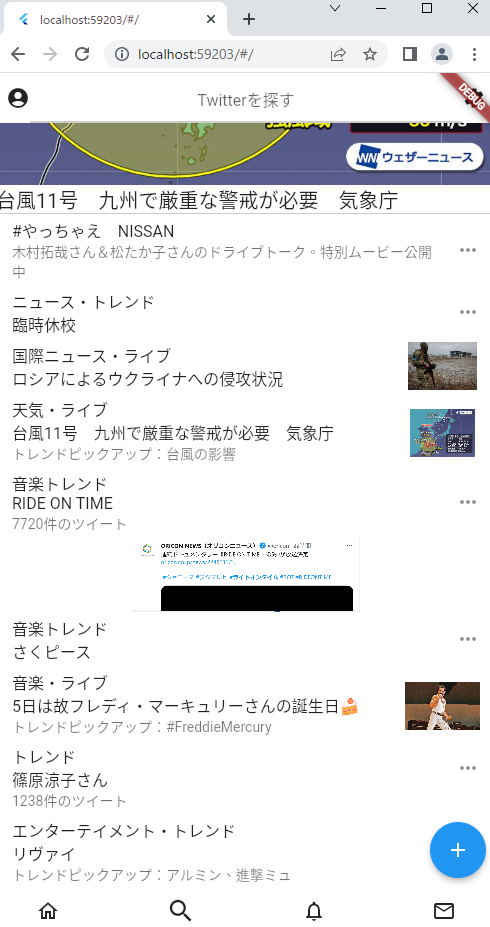 localhost:59203/#/
localhost:59203/#/
Twitterを探す
DEBUG
強風域
ウェザーニュース
台風11号 九州で厳重な警戒が必要 気象庁
#やっちゃえ NISSAN
木村拓哉さん＆松たか子さんのドライブトーク。特別ムービー公開
中
ニュース・トレンド
臨時休校
国際ニュース・ライブ
ロシアによるウクライナへの侵攻状況
天気・ライブ
台風11号 九州で厳重な警戒が必要 気象庁
トレンドピックアップ：台風の影響
音楽トレンド
RIDE ON TIME
7720件のツイート
ORICON NEWS（オリコンニュース）
音楽トレンド
さくピース
音楽・ライブ
5日は故フレディ・マーキュリーさんの誕生日🍰
トレンドピックアップ：#FreddieMercury
トレンド
篠原涼子さん
1238件のツイート
エンターテイメント・トレンド
リヴァイ
トレンドピックアップ：アルミン、進撃ミュ